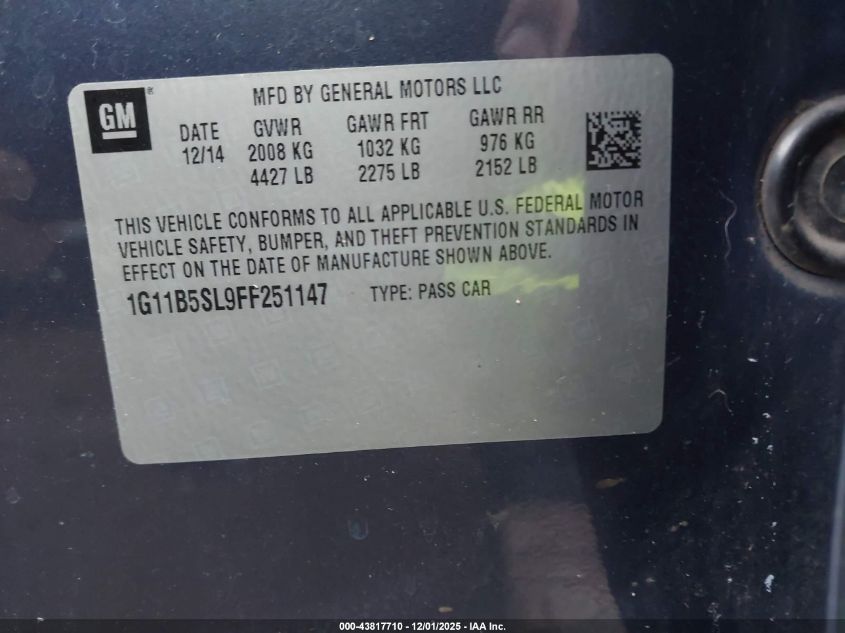 GM
MFD BY GENERAL MOTORS LLC
DATE GVWR GAWR FRT GAWR RR
12/14 2008 KG 1032 KG 976 KG
4427 LB 2275 LB 2152 LB
THIS VEHICLE CONFORMS TO ALL APPLICABLE U.S. FEDERAL MOTOR
VEHICLE SAFETY, BUMPER, AND THEFT PREVENTION STANDARDS IN
EFFECT ON THE DATE OF MANUFACTURE SHOWN ABOVE.
1G11B5SL9FF251147 TYPE: PASS CAR
000-43817710 - 12/01/2025 - IAA Inc.